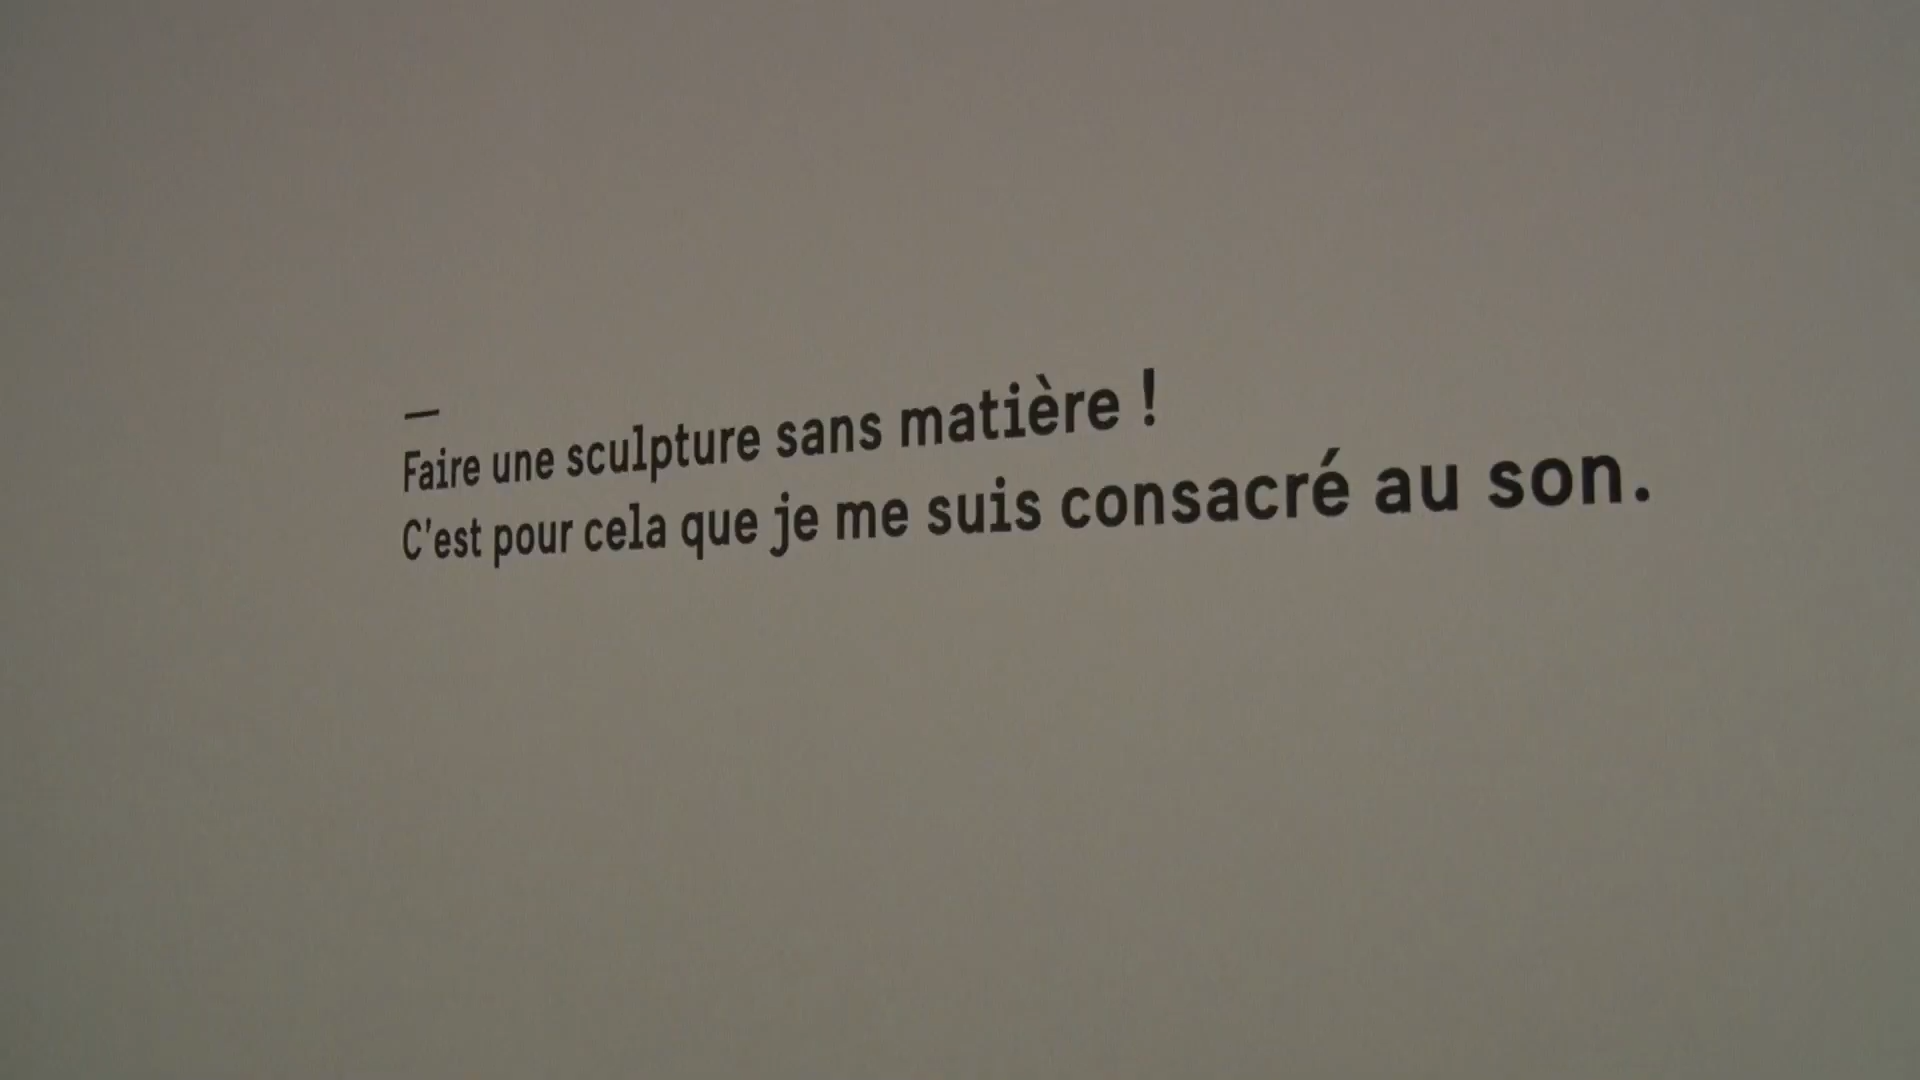 —
Faire une sculpture sans matière !
C'est pour cela que je me suis consacré au son.